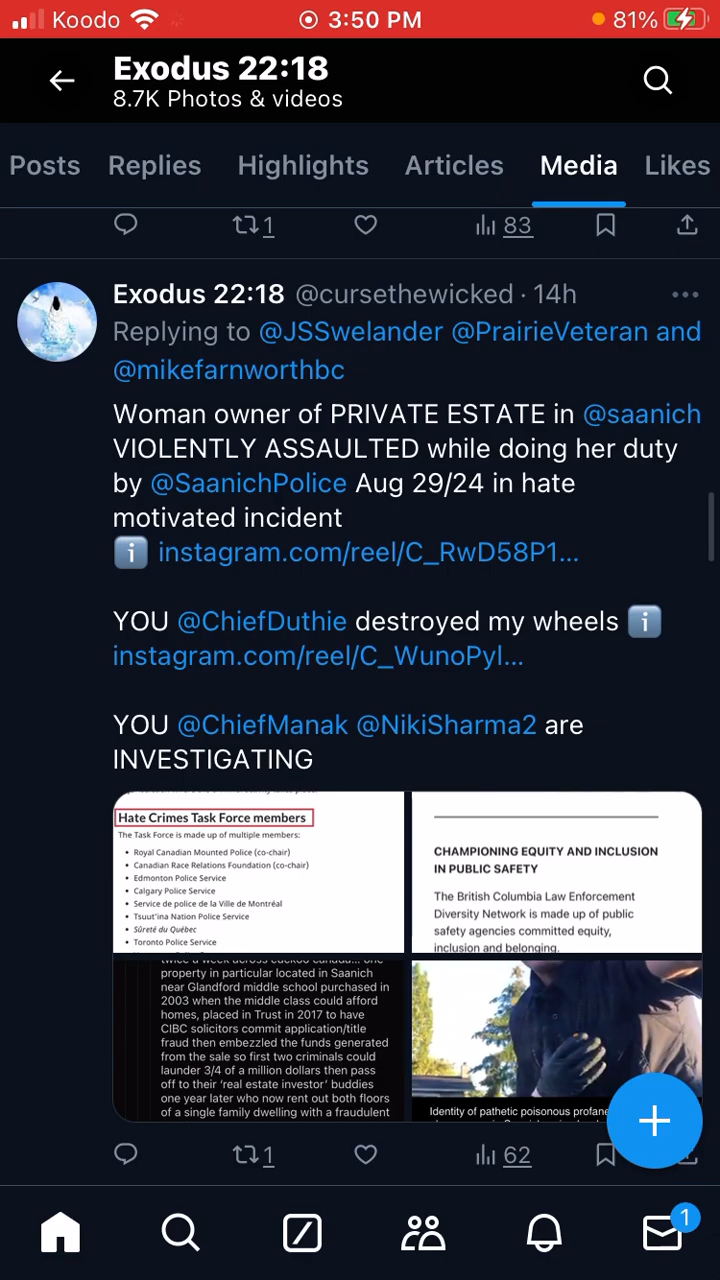 Koodo 3:50 PM 81%
Exodus 22:18
8.7K Photos & videos
Posts Replies Highlights Articles Media Likes
1 83
Exodus 22:18 @cursethewicked · 14h
Replying to @JSSwelander @PrairieVeteran and
@mikefarnworthbc
Woman owner of PRIVATE ESTATE in @saanich
VIOLENTLY ASSAULTED while doing her duty
by @SaanichPolice Aug 29/24 in hate
motivated incident
instagram.com/reel/C_RwD58P1...
YOU @ChiefDuthie destroyed my wheels
instagram.com/reel/C_WunoPyl...
YOU @ChiefManak @NikiSharma2 are
INVESTIGATING
Hate Crimes Task Force members
The Task Force is made up of multiple members:
• Royal Canadian Mounted Police (co-chair)
• Canadian Race Relations Foundation (co-chair)
• Edmonton Police Service
• Calgary Police Service
• Service de police de la Ville de Montréal
• Tsuut'ina Nation Police Service
• Sûreté du Québec
• Toronto Police Service
CHAMPIONING EQUITY AND INCLUSION
IN PUBLIC SAFETY
The British Columbia Law Enforcement
Diversity Network is made up of public
safety agencies committed equity,
inclusion and belonging.
property in particular located in Saanich
near Glandford middle school purchased in
2003 when the middle class could afford
homes, placed in Trust in 2017 to have
CIBC solicitors commit application/title
fraud then embezzled the funds generated
from the sale so first two criminals could
launder 3/4 of a million dollars then pass
off to their 'real estate investor' buddies
one year later who now rent out both floors
of a single family dwelling with a fraudulent
Identity of pathetic poisonous profane
1 62
1